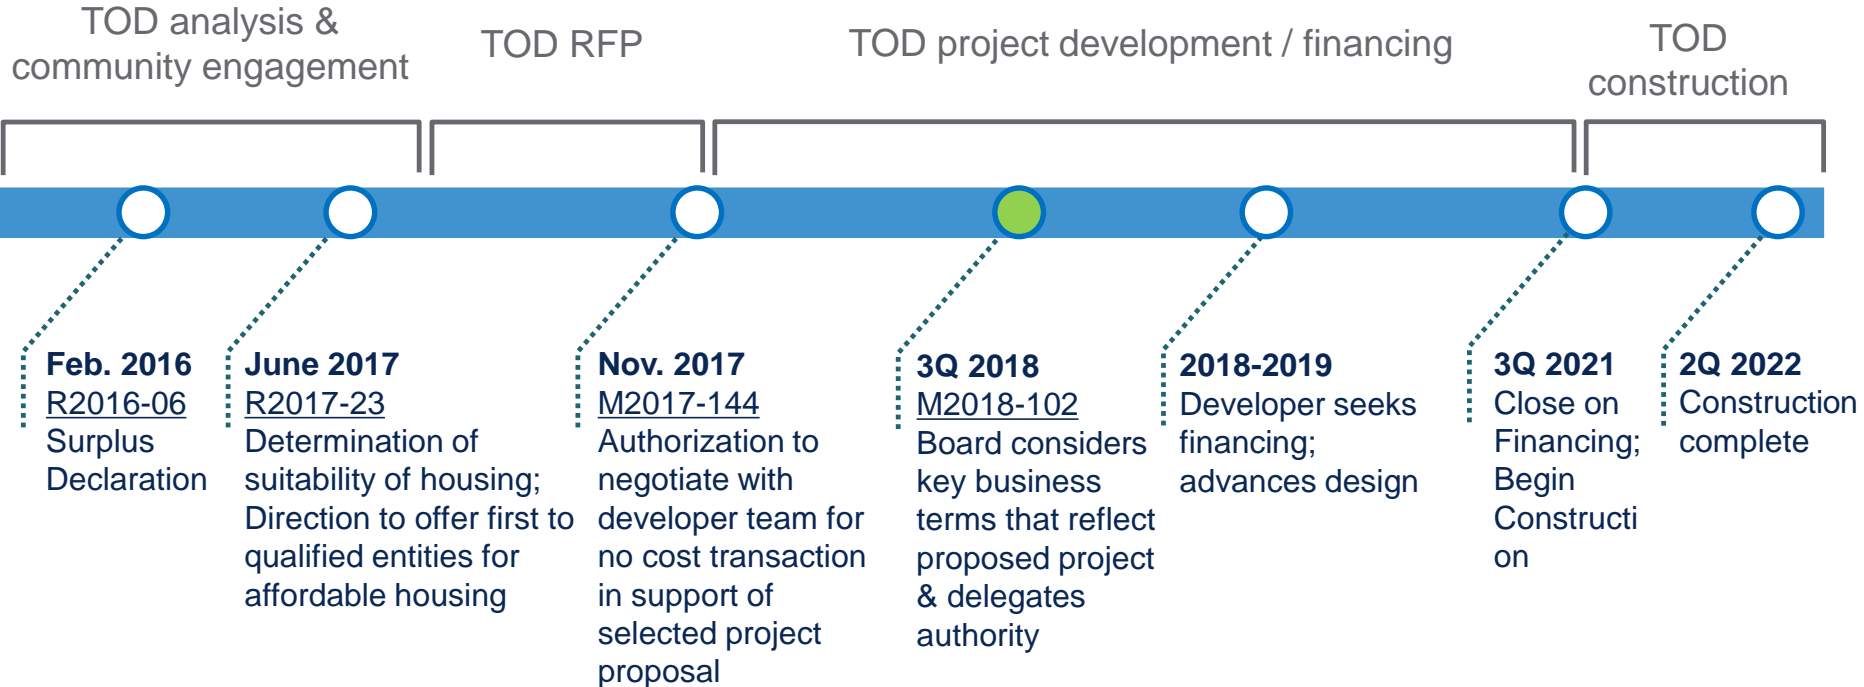 TOD analysis &
community engagement
TOD RFP
TOD project development / financing
TOD
construction
Feb. 2016
R2016-06
Surplus
Declaration
June 2017
R2017-23
Determination of
suitability of housing;
Direction to offer first to
qualified entities for
affordable housing
Nov. 2017
M2017-144
Authorization to
negotiate with
developer team for
no cost transaction
in support of
selected project
proposal
3Q 2018
M2018-102
Board considers
key business
terms that reflect
proposed project
& delegates
authority
2018-2019
Developer seeks
financing;
advances design
3Q 2021
Close on
Financing;
Begin
Constructi
on
2Q 2022
Construction
complete